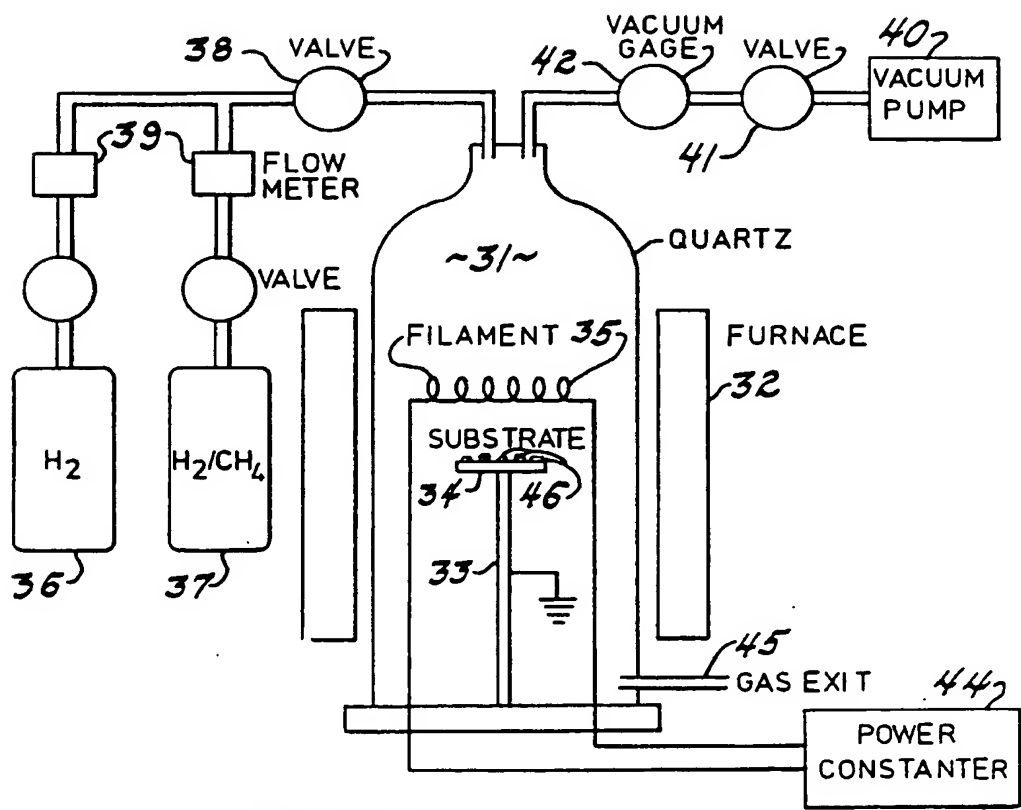 38
VALVE
VACUUM
GAGE
42
VALVE
41
40
VACUUM
PUMP
39
FLOW
METER
VALVE
~31~
QUARTZ
FILAMENT 35
FURNACE
32
SUBSTRATE
34
46
H2
H2/CH4
36
37
33
45
GAS EXIT
44
POWER
CONSTANTER